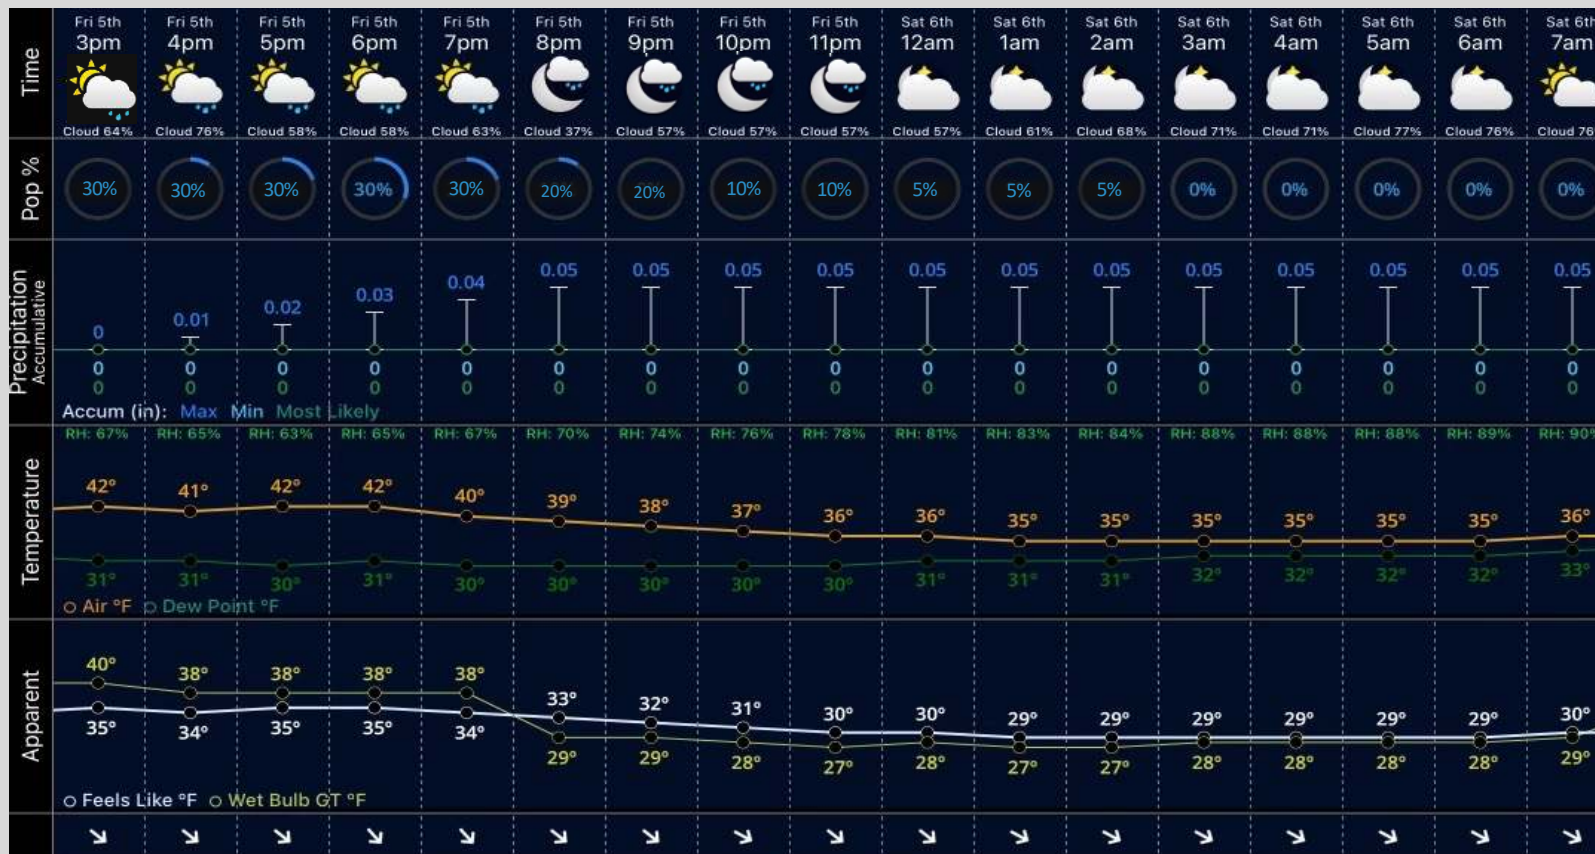 Time
Fri 5th Fri 5th Fri 5th Fri 5th Fri 5th Fri 5th Fri 5th Fri 5th Fri 5th Sat 6th Sat 6th Sat 6th Sat 6th Sat 6th Sat 6th Sat 6th Sat 6th
3pm 4pm 5pm 6pm 7pm 8pm 9pm 10pm 11pm 12am 1am 2am 3am 4am 5am 6am 7am
Cloud 64% Cloud 76% Cloud 58% Cloud 58% Cloud 63% Cloud 37% Cloud 57% Cloud 57% Cloud 57% Cloud 57% Cloud 61% Cloud 68% Cloud 71% Cloud 71% Cloud 77% Cloud 76% Cloud 76
Pop %
30% 30% 30% 30% 30% 20% 20% 10% 10% 5% 5% 5% 0% 0% 0% 0% 0%
Precipitation
Accumulative
0 0.01 0.02 0.03 0.04 0.05 0.05 0.05 0.05 0.05 0.05 0.05 0.05 0.05 0.05 0.05 0.05
0 0 0 0 0 0 0 0 0 0 0 0 0 0 0 0 0
0 0 0 0 0 0 0 0 0 0 0 0 0 0 0 0 0
Accum (in): Max Min Most Likely
Temperature
RH: 67% RH: 65% RH: 63% RH: 65% RH: 67% RH: 70% RH: 74% RH: 76% RH: 78% RH: 81% RH: 83% RH: 84% RH: 88% RH: 88% RH: 88% RH: 89% RH: 90%
42° 41° 42° 42° 40° 39° 38° 37° 36° 36° 35° 35° 35° 35° 35° 35° 36°
31° 31° 30° 31° 30° 30° 30° 30° 30° 31° 31° 31° 32° 32° 32° 32° 33°
Air °F Dew Point °F
Apparent
40° 38° 38° 38° 38° 33° 32° 31° 30° 30° 29° 29° 29° 29° 29° 29° 30°
35° 34° 35° 35° 34° 29° 29° 28° 27° 28° 27° 27° 28° 28° 28° 28° 29°
Feels Like °F Wet Bulb GT °F